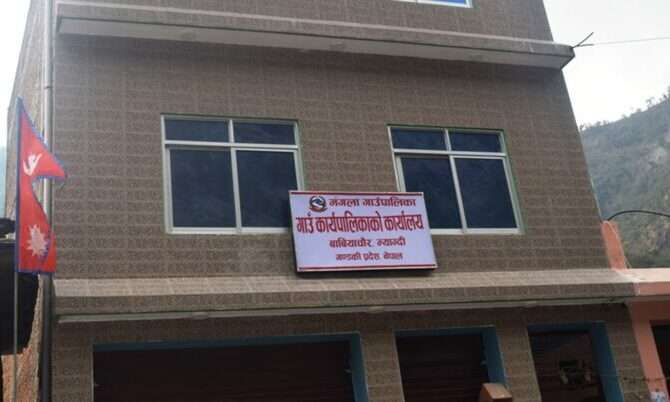 मंगला गाउँपालिका
गाउँ कार्यपालिकाको कार्यालय
बाबियाचौर, म्याग्दी
गण्डकी प्रदेश, नेपाल